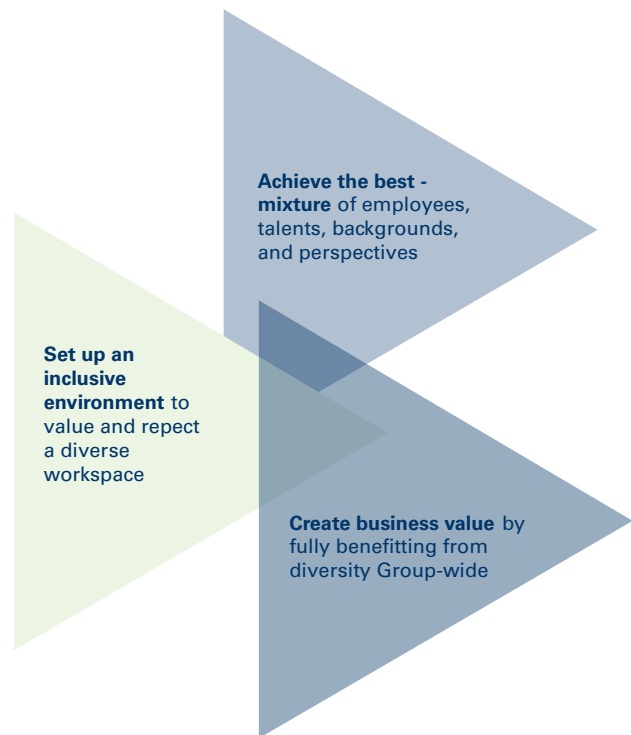 Achieve the best -
mixture of employees,
talents, backgrounds,
and perspectives
Set up an
inclusive
environment to
value and repect
a diverse
workspace
Create business value by
fully benefitting from
diversity Group-wide